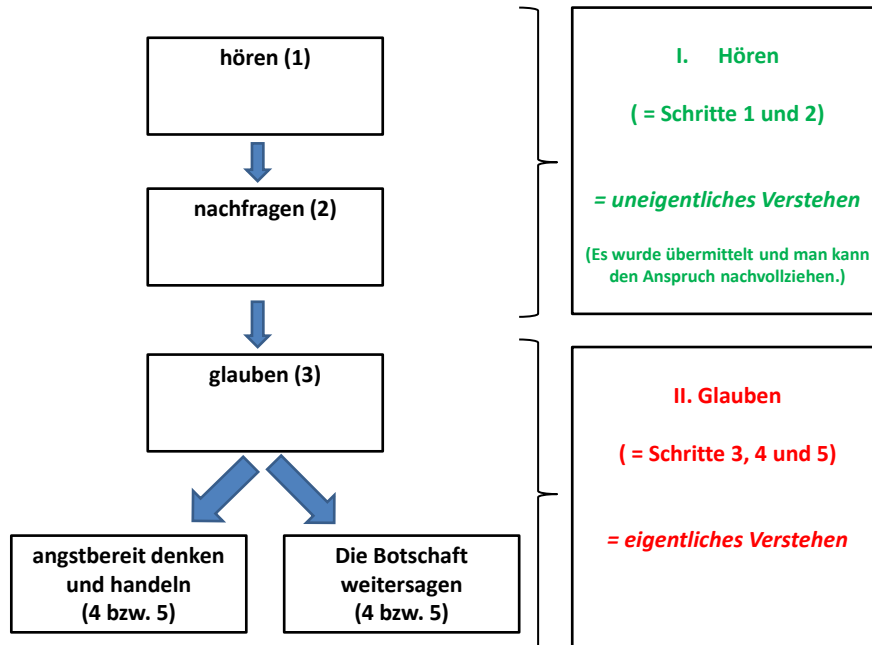 hören (1)
nachfragen (2)
glauben (3)
angstbereit denken
und handeln
(4 bzw. 5)
Die Botschaft
weitersagen
(4 bzw. 5)
I. Hören
( = Schritte 1 und 2)
= uneigentliches Verstehen
(Es wurde übermittelt und man kann
den Anspruch nachvollziehen.)
II. Glauben
( = Schritte 3, 4 und 5)
= eigentliches Verstehen